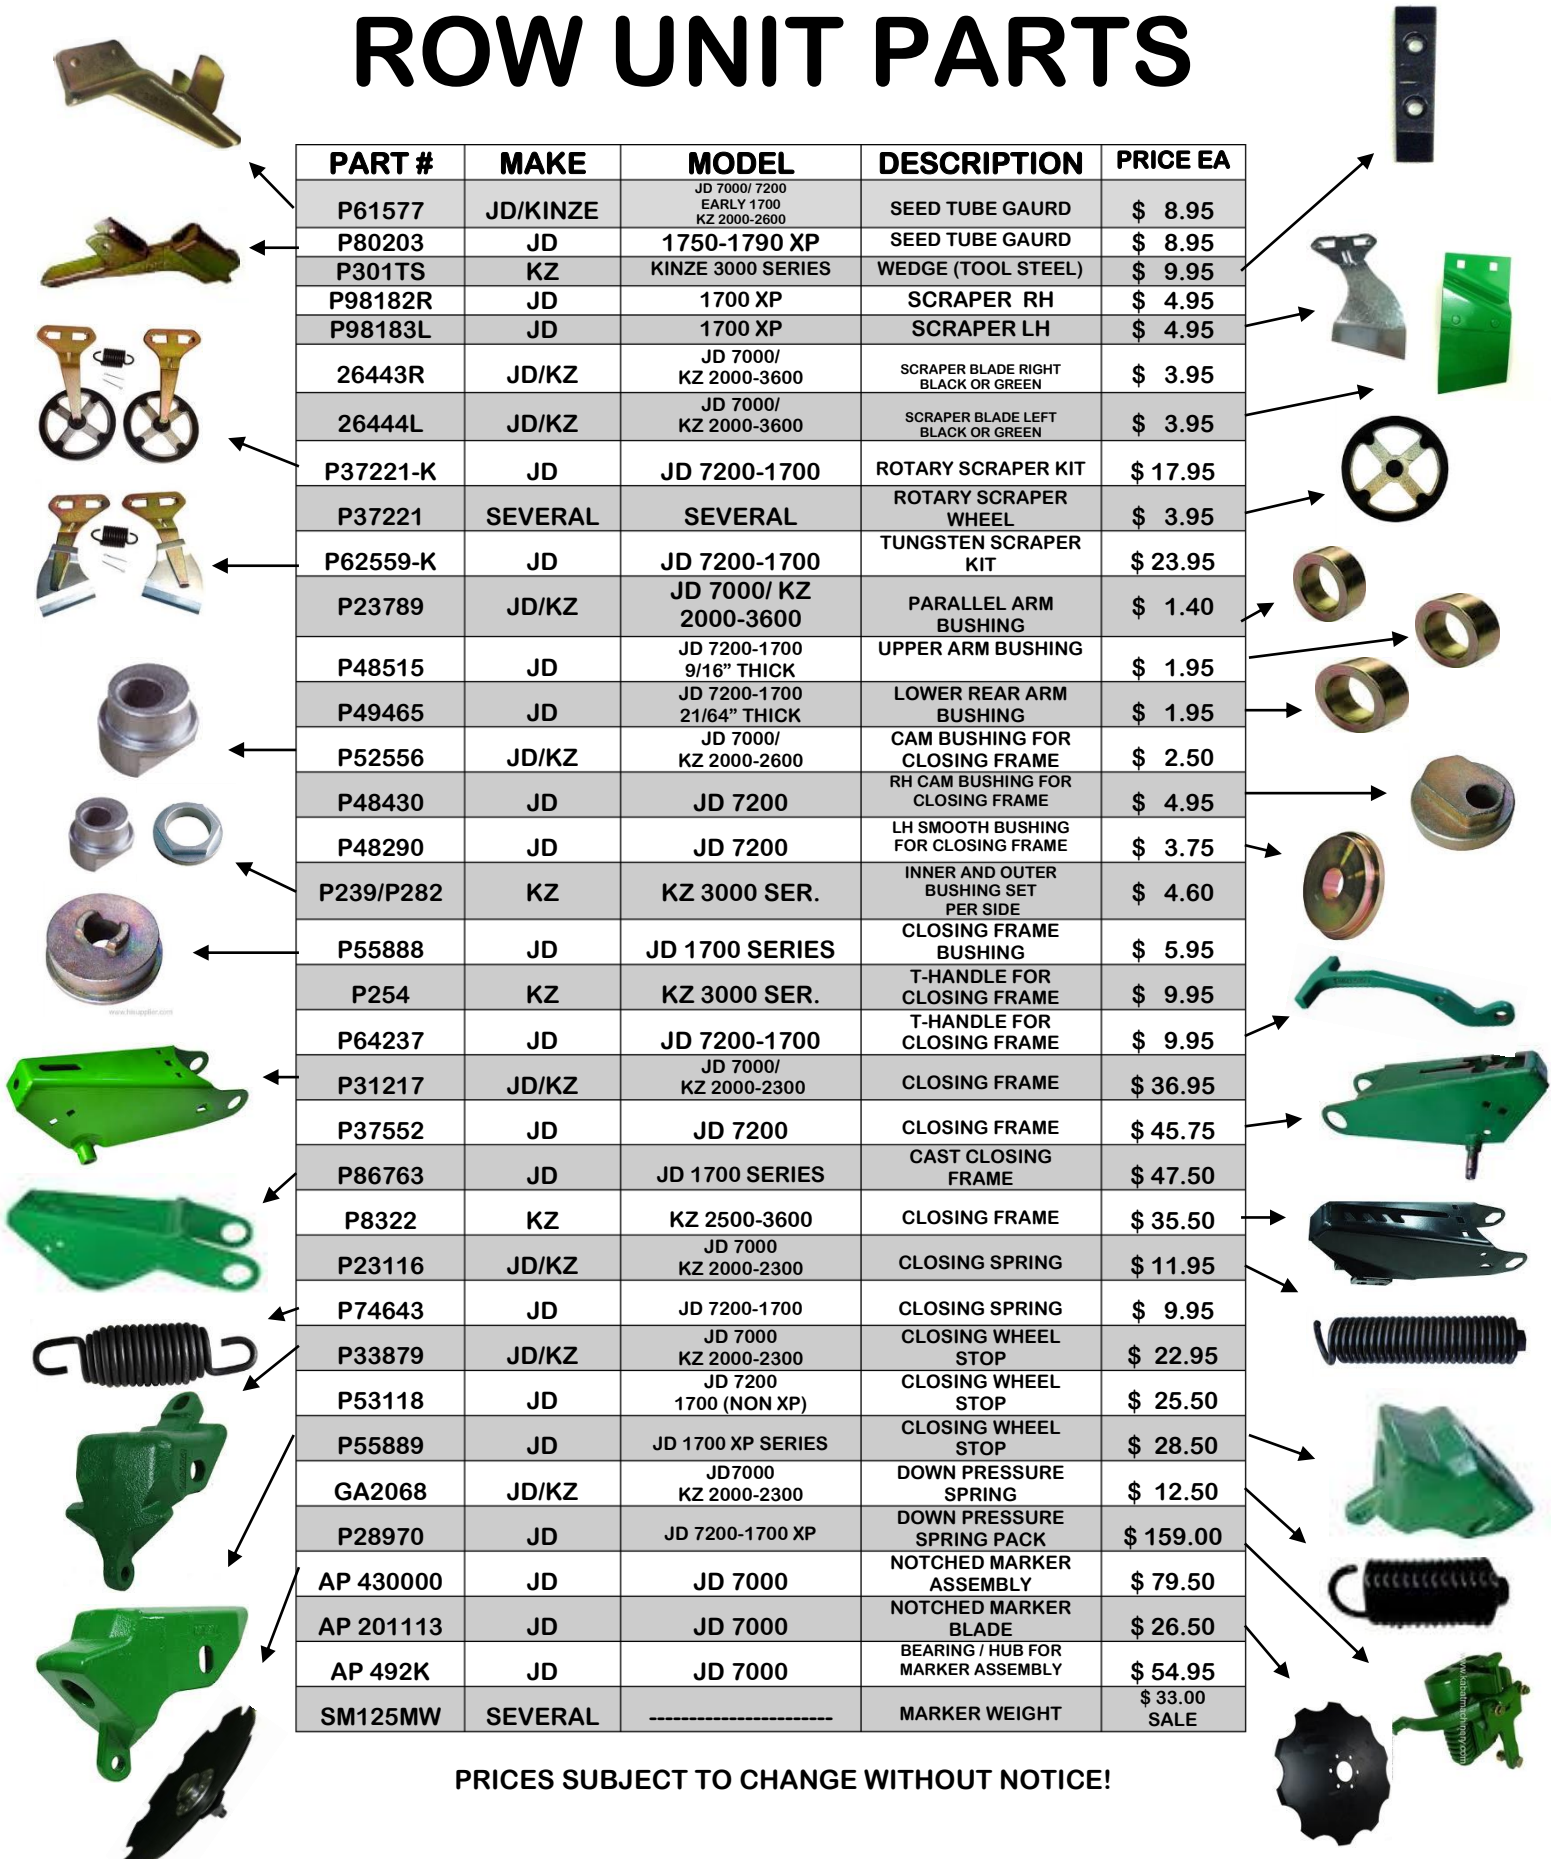 ROW UNIT PARTS
PART # MAKE MODEL DESCRIPTION PRICE EA
P61577 JD/KINZE JD 7000/ 7200 EARLY 1700 KZ 2000-2600 SEED TUBE GAURD $ 8.95
P80203 JD 1750-1790 XP SEED TUBE GAURD $ 8.95
P301TS KZ KINZE 3000 SERIES WEDGE (TOOL STEEL) $ 9.95
P98182R JD 1700 XP SCRAPER RH $ 4.95
P98183L JD 1700 XP SCRAPER LH $ 4.95
26443R JD/KZ JD 7000/ KZ 2000-3600 SCRAPER BLADE RIGHT BLACK OR GREEN $ 3.95
26444L JD/KZ JD 7000/ KZ 2000-3600 SCRAPER BLADE LEFT BLACK OR GREEN $ 3.95
P37221-K JD JD 7200-1700 ROTARY SCRAPER KIT $ 17.95
P37221 SEVERAL SEVERAL ROTARY SCRAPER WHEEL $ 3.95
P62559-K JD JD 7200-1700 TUNGSTEN SCRAPER KIT $ 23.95
P23789 JD/KZ JD 7000/ KZ 2000-3600 PARALLEL ARM BUSHING $ 1.40
P48515 JD JD 7200-1700 9/16” THICK UPPER ARM BUSHING $ 1.95
P49465 JD JD 7200-1700 21/64” THICK LOWER REAR ARM BUSHING $ 1.95
P52556 JD/KZ JD 7000/ KZ 2000-2600 CAM BUSHING FOR CLOSING FRAME $ 2.50
P48430 JD JD 7200 RH CAM BUSHING FOR CLOSING FRAME $ 4.95
P48290 JD JD 7200 LH SMOOTH BUSHING FOR CLOSING FRAME $ 3.75
P239/P282 KZ KZ 3000 SER. INNER AND OUTER BUSHING SET PER SIDE $ 4.60
P55888 JD JD 1700 SERIES CLOSING FRAME BUSHING $ 5.95
P254 KZ KZ 3000 SER. T-HANDLE FOR CLOSING FRAME $ 9.95
P64237 JD JD 7200-1700 T-HANDLE FOR CLOSING FRAME $ 9.95
P31217 JD/KZ JD 7000/ KZ 2000-2300 CLOSING FRAME $ 36.95
P37552 JD JD 7200 CLOSING FRAME $ 45.75
P86763 JD JD 1700 SERIES CAST CLOSING FRAME $ 47.50
P8322 KZ KZ 2500-3600 CLOSING FRAME $ 35.50
P23116 JD/KZ JD 7000 KZ 2000-2300 CLOSING SPRING $ 11.95
P74643 JD JD 7200-1700 CLOSING SPRING $ 9.95
P33879 JD/KZ JD 7000 KZ 2000-2300 CLOSING WHEEL STOP $ 22.95
P53118 JD JD 7200 1700 (NON XP) CLOSING WHEEL STOP $ 25.50
P55889 JD JD 1700 XP SERIES CLOSING WHEEL STOP $ 28.50
GA2068 JD/KZ JD7000 KZ 2000-2300 DOWN PRESSURE SPRING $ 12.50
P28970 JD JD 7200-1700 XP DOWN PRESSURE SPRING PACK $ 159.00
AP 430000 JD JD 7000 NOTCHED MARKER ASSEMBLY $ 79.50
AP 201113 JD JD 7000 NOTCHED MARKER BLADE $ 26.50
AP 492K JD JD 7000 BEARING / HUB FOR MARKER ASSEMBLY $ 54.95
SM125MW SEVERAL ----------------------- MARKER WEIGHT $ 33.00 SALE
PRICES SUBJECT TO CHANGE WITHOUT NOTICE!
www.kabatmachinery.com